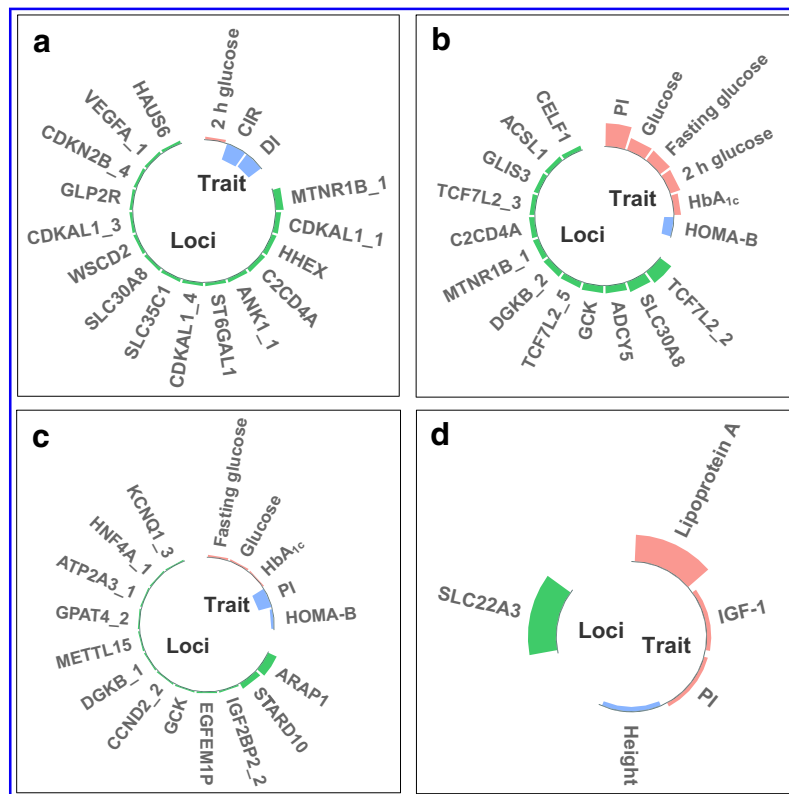 a
2 h glucose
CIR
DI
Trait
Loci
MTNR1B_1
CDKAL1_1
HHEX
C2CD4A
ANK1_1
ST6GAL1
CDKAL1_4
SLC35C1
SLC30A8
WSCD2
CDKAL1_3
GLP2R
CDKN2B_4
VEGFA_1
HAUS6
b
PI
Glucose
Fasting glucose
2 h glucose
HbA1c
HOMA-B
Trait
Loci
TCF7L2_2
SLC30A8
ADCY5
GCK
TCF7L2_5
DGKB_2
MTNR1B_1
C2CD4A
TCF7L2_3
GLIS3
ACSL1
CELF1
c
Fasting glucose
Glucose
HbA1c
PI
HOMA-B
Trait
Loci
ARAP1
STARD10
IGF2BP2_2
EGFEM1P
GCK
CCND2_2
DGKB_1
METTL15
GPAT4_2
ATP2A3_1
HNF4A_1
KCNQ1_3
d
Lipoprotein A
IGF-1
PI
Height
Trait
Loci
SLC22A3